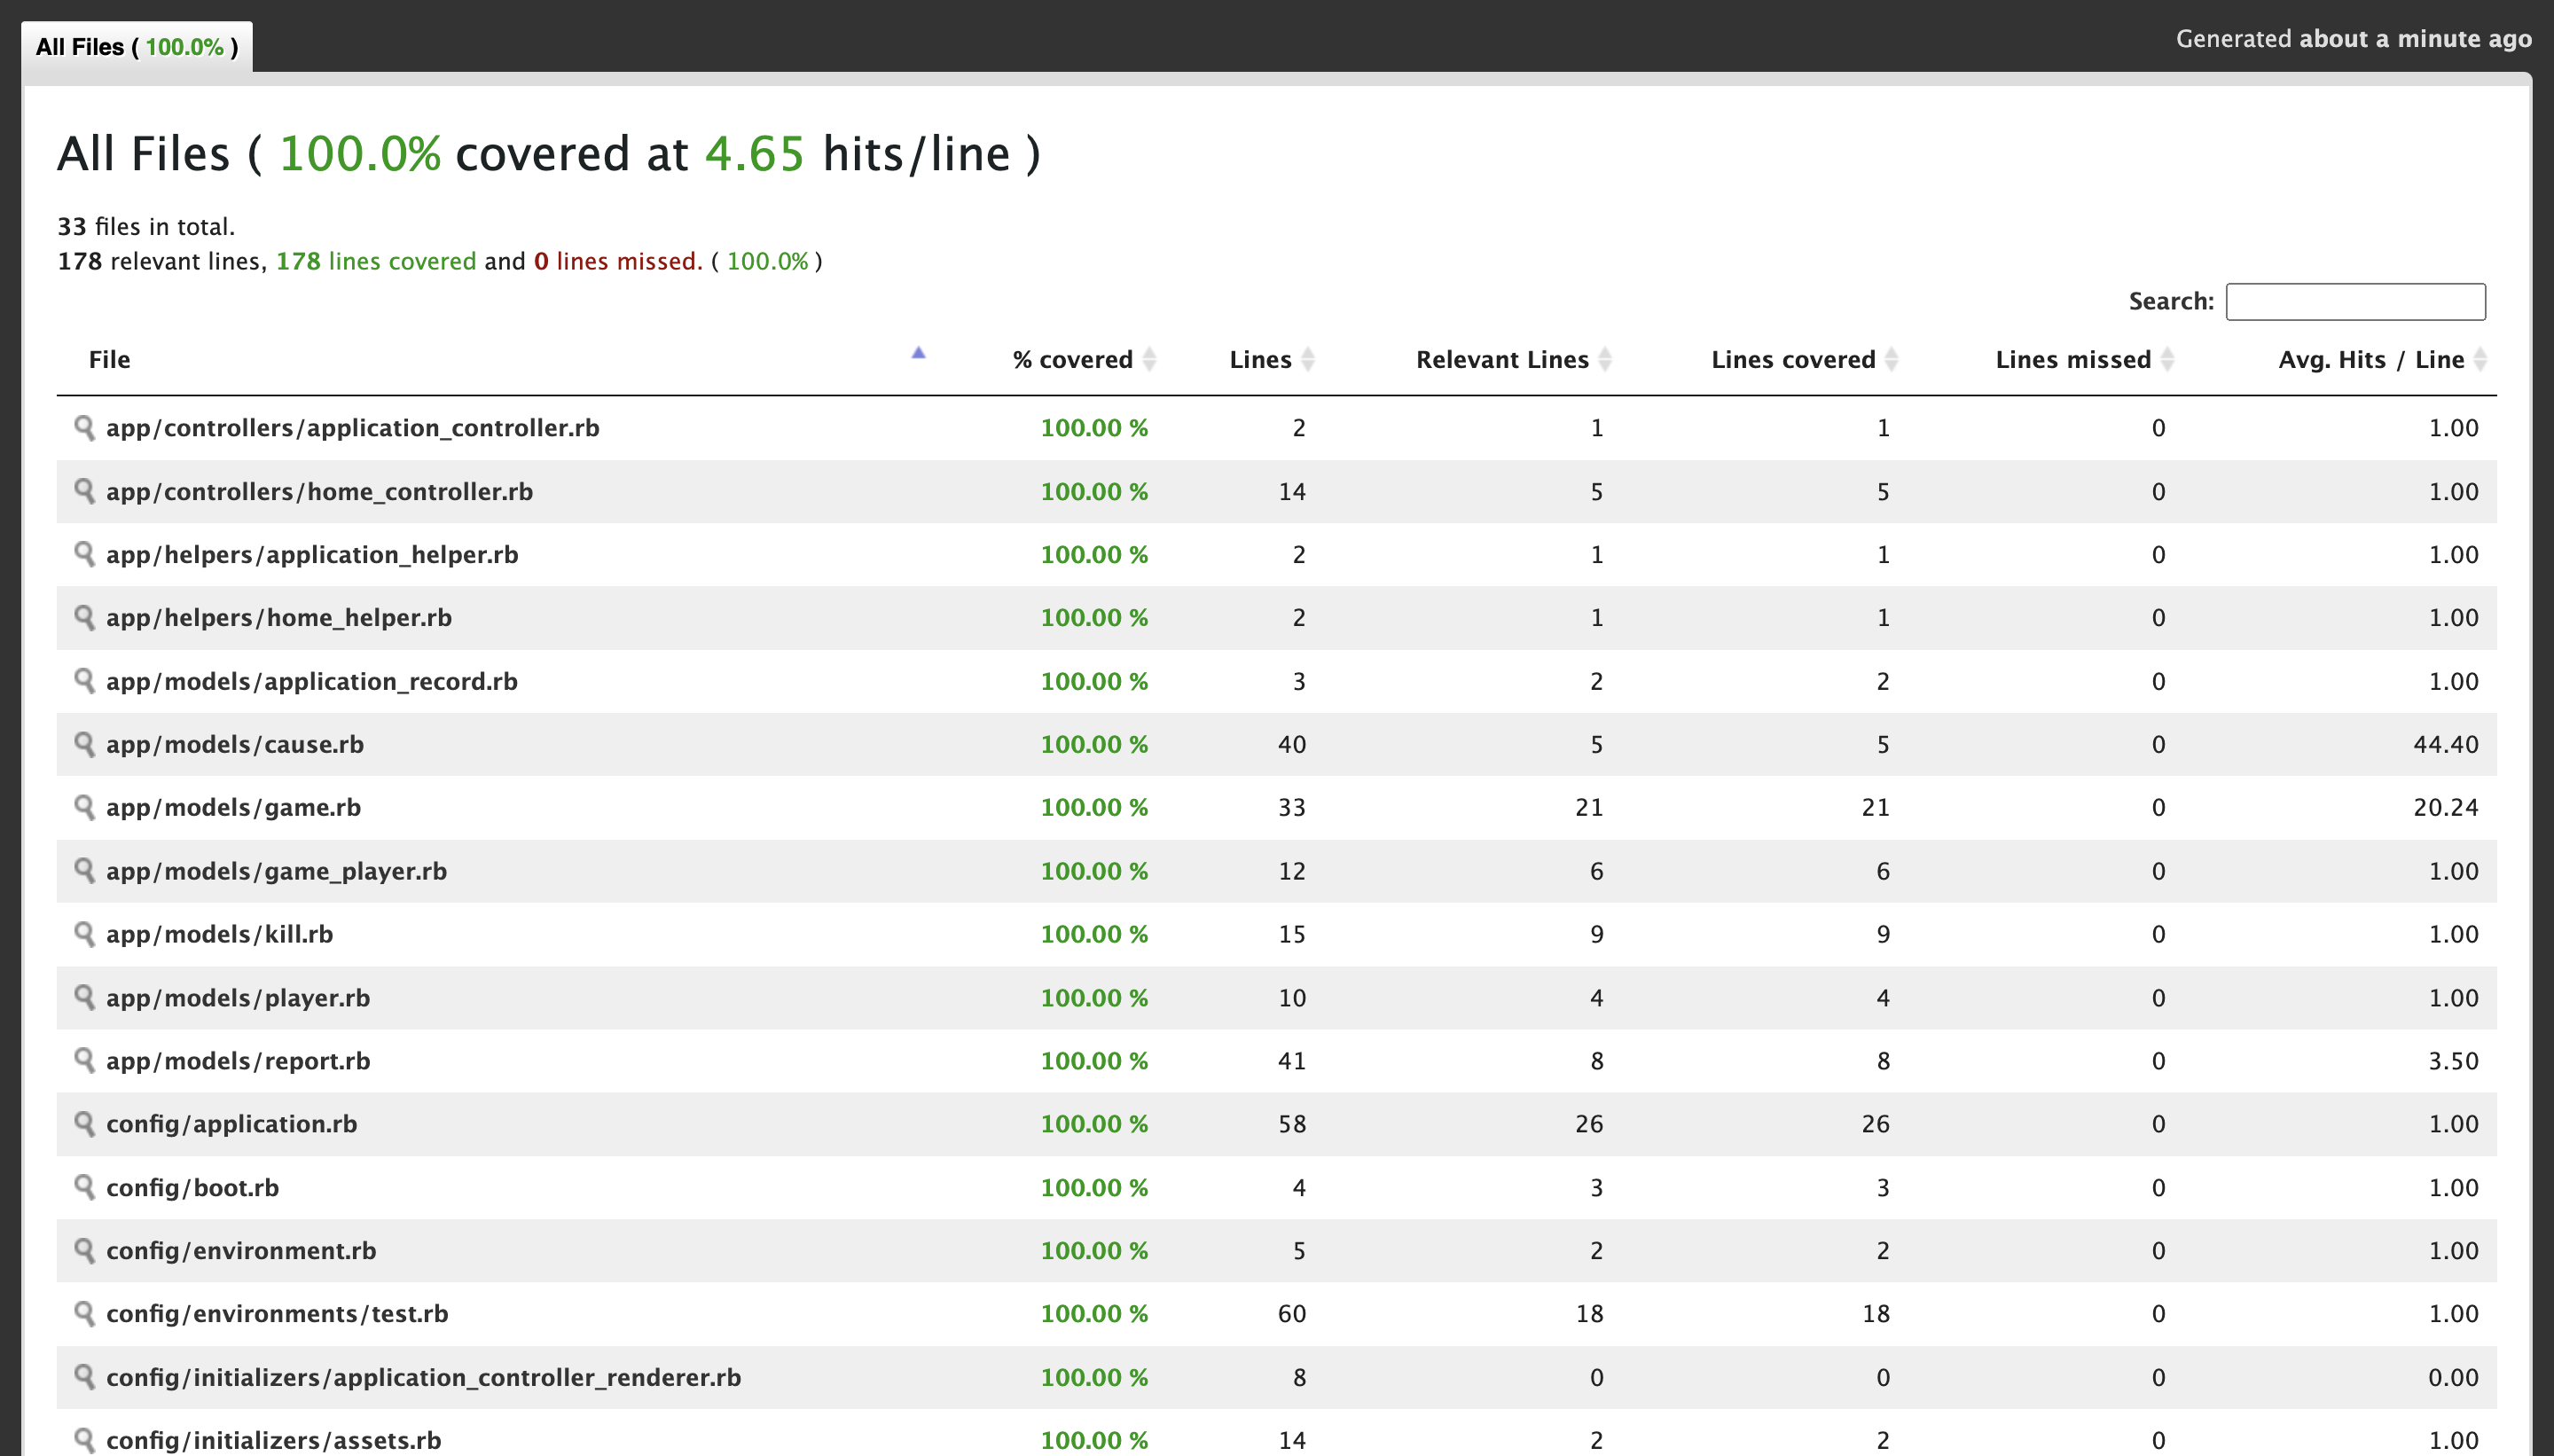 All Files ( 100.0% )
Generated about a minute ago
All Files ( 100.0% covered at 4.65 hits/line )
33 files in total.
178 relevant lines, 178 lines covered and 0 lines missed. ( 100.0% )
Search:
File % covered Lines Relevant Lines Lines covered Lines missed Avg. Hits / Line
app/controllers/application_controller.rb 100.00 % 2 1 1 0 1.00
app/controllers/home_controller.rb 100.00 % 14 5 5 0 1.00
app/helpers/application_helper.rb 100.00 % 2 1 1 0 1.00
app/helpers/home_helper.rb 100.00 % 2 1 1 0 1.00
app/models/application_record.rb 100.00 % 3 2 2 0 1.00
app/models/cause.rb 100.00 % 40 5 5 0 44.40
app/models/game.rb 100.00 % 33 21 21 0 20.24
app/models/game_player.rb 100.00 % 12 6 6 0 1.00
app/models/kill.rb 100.00 % 15 9 9 0 1.00
app/models/player.rb 100.00 % 10 4 4 0 1.00
app/models/report.rb 100.00 % 41 8 8 0 3.50
config/application.rb 100.00 % 58 26 26 0 1.00
config/boot.rb 100.00 % 4 3 3 0 1.00
config/environment.rb 100.00 % 5 2 2 0 1.00
config/environments/test.rb 100.00 % 60 18 18 0 1.00
config/initializers/application_controller_renderer.rb 100.00 % 8 0 0 0 0.00
config/initializers/assets.rb 100.00 % 14 2 2 0 1.00